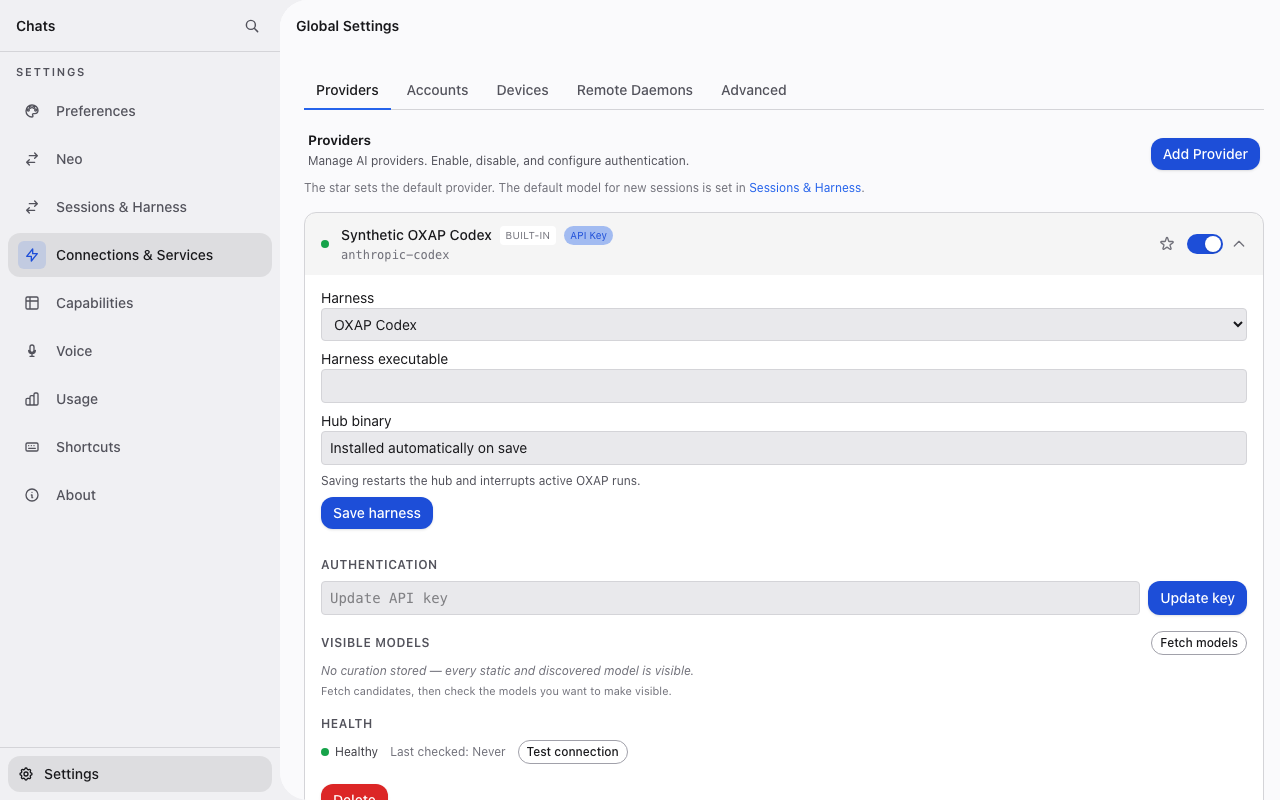 Chats
SETTINGS
Preferences
Neo
Sessions & Harness
Connections & Services
Capabilities
Voice
Usage
Shortcuts
About
Settings
Global Settings
Providers
Accounts
Devices
Remote Daemons
Advanced
Providers
Manage AI providers. Enable, disable, and configure authentication.
Add Provider
The star sets the default provider. The default model for new sessions is set in Sessions & Harness.
Synthetic OXAP Codex BUILT-IN API Key
anthropic-codex
Harness
OXAP Codex
Harness executable
Hub binary
Installed automatically on save
Saving restarts the hub and interrupts active OXAP runs.
Save harness
AUTHENTICATION
Update API key
Update key
VISIBLE MODELS
Fetch models
No curation stored — every static and discovered model is visible.
Fetch candidates, then check the models you want to make visible.
HEALTH
Healthy Last checked: Never Test connection
Delete